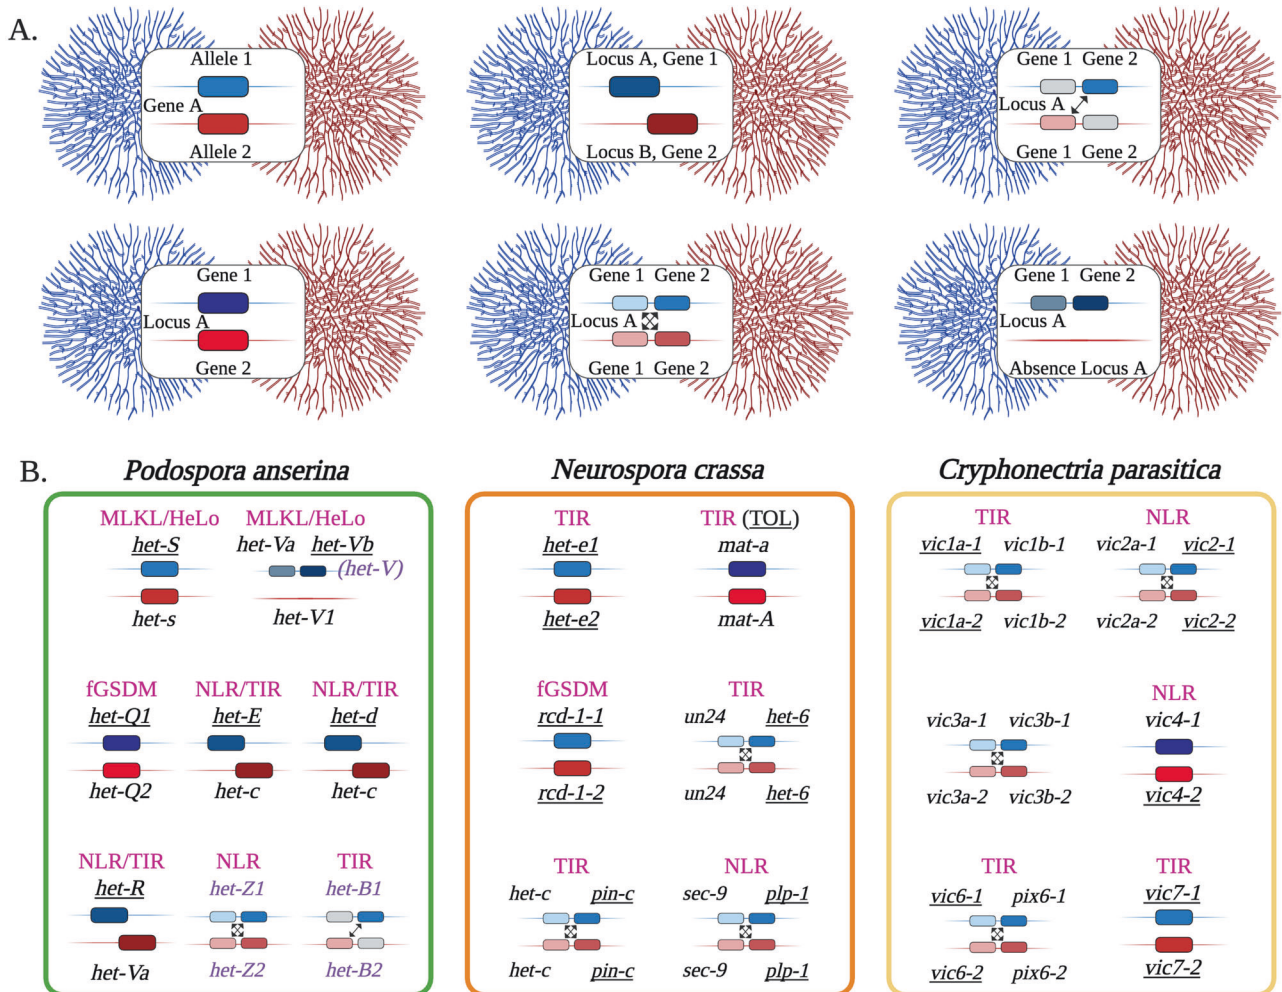 A.
Allele 1
Gene A
Allele 2
Locus A, Gene 1
Locus B, Gene 2
Gene 1 Gene 2
Locus A
Gene 1 Gene 2
Gene 1
Locus A
Gene 2
Gene 1 Gene 2
Locus A
Gene 1 Gene 2
Gene 1 Gene 2
Locus A
Absence Locus A
B.
Podospora anserina
MLKL/HeLo
het-S
het-s
MLKL/HeLo
het-Va het-Vb
(het-V)
het-V1
fGSDM
het-Q1
het-Q2
NLR/TIR
het-E
het-c
NLR/TIR
het-d
het-c
NLR/TIR
het-R
het-Va
NLR
het-Z1
het-Z2
TIR
het-B1
het-B2
Neurospora crassa
TIR
het-e1
het-e2
TIR (TOL)
mat-a
mat-A
fGSDM
rcd-1-1
rcd-1-2
TIR
un24 het-6
un24 het-6
TIR
het-c pin-c
het-c pin-c
NLR
sec-9 plp-1
sec-9 plp-1
Cryphonectria parasitica
TIR
vic1a-1 vic1b-1
vic1a-2 vic1b-2
NLR
vic2a-1 vic2-1
vic2a-2 vic2-2
vic3a-1 vic3b-1
vic3a-2 vic3b-2
NLR
vic4-1
vic4-2
TIR
vic6-1 pix6-1
vic6-2 pix6-2
TIR
vic7-1
vic7-2